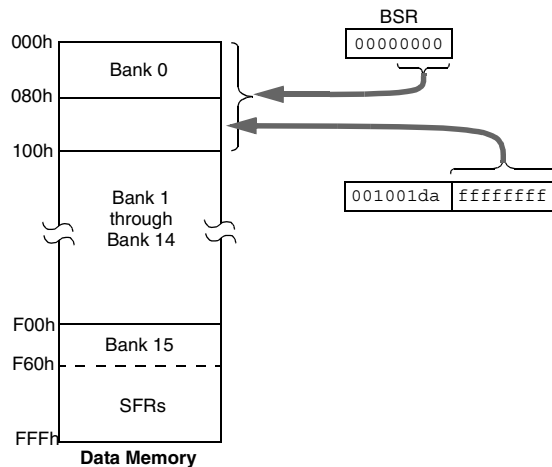 BSR
00000000
000h
Bank 0
080h
100h
001001da ffffffff
Bank 1
through
Bank 14
F00h
Bank 15
F60h
SFRs
FFFh
Data Memory